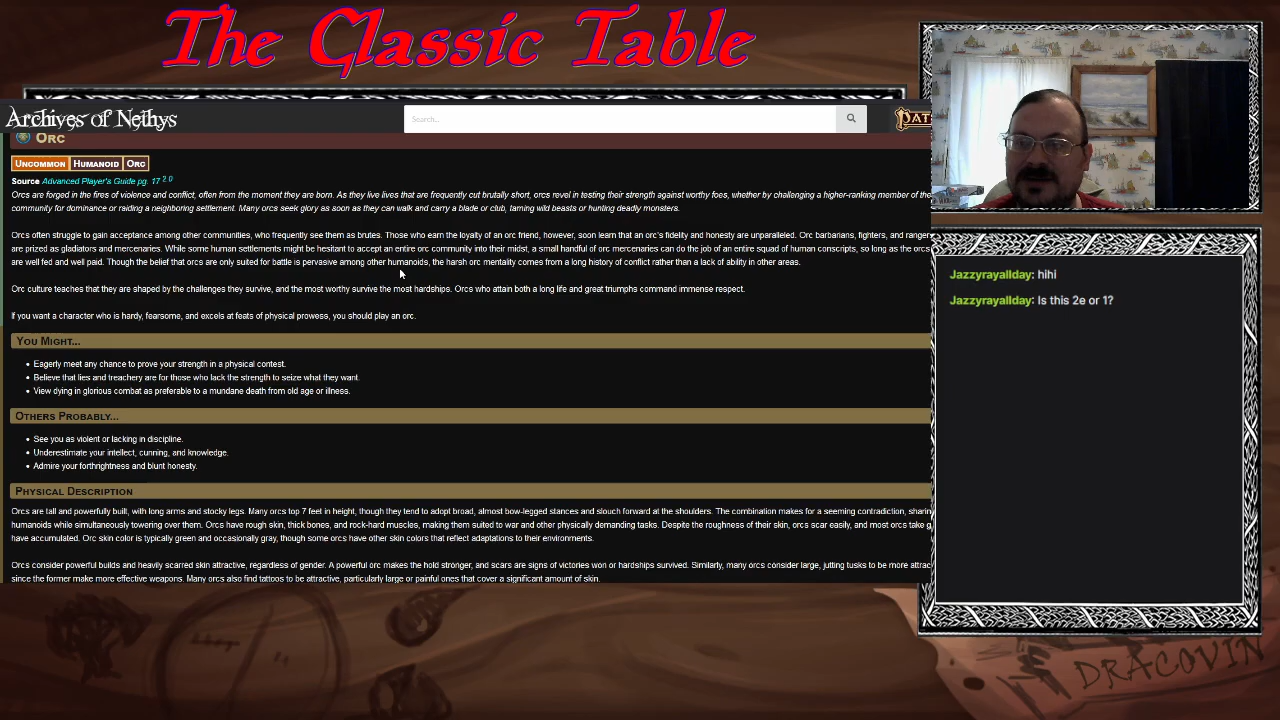 The Classic Table
Archives of Nethys
Search...
Orc
Uncommon Humanoid Orc
Source Advanced Player's Guide pg. 17 2.0
Orcs are forged in the fires of violence and conflict, often from the moment they are born. As they live lives that are frequently cut brutally short, orcs revel in testing their strength against worthy foes, whether by challenging a higher-ranking member of the
community for dominance or raiding a neighboring settlement. Many orcs seek glory as soon as they can walk and carry a blade or club, taming wild beasts or hunting deadly monsters.
Orcs often struggle to gain acceptance among other communities, who frequently see them as brutes. Those who earn the loyalty of an orc friend, however, soon learn that an orc's fidelity and honesty are unparalleled. Orc barbarians, fighters, and ranger
are prized as gladiators and mercenaries. While some human settlements might be hesitant to accept an entire orc community into their midst, a small handful of orc mercenaries can do the job of an entire squad of human conscripts, so long as the orcs
are well fed and well paid. Though the belief that orcs are only suited for battle is pervasive among other humanoids, the harsh orc mentality comes from a long history of conflict rather than a lack of ability in other areas.
Orc culture teaches that they are shaped by the challenges they survive, and the most worthy survive the most hardships. Orcs who attain both a long life and great triumphs command immense respect.
If you want a character who is hardy, fearsome, and excels at feats of physical prowess, you should play an orc.
You Might...
• Eagerly meet any chance to prove your strength in a physical contest.
• Believe that lies and treachery are for those who lack the strength to seize what they want.
• View dying in glorious combat as preferable to a mundane death from old age or illness.
Others Probably...
• See you as violent or lacking in discipline.
• Underestimate your intellect, cunning, and knowledge.
• Admire your forthrightness and blunt honesty.
Physical Description
Orcs are tall and powerfully built, with long arms and stocky legs. Many orcs top 7 feet in height, though they tend to adopt broad, almost bow-legged stances and slouch forward at the shoulders. The combination makes for a seeming contradiction, sharin
humanoids while simultaneously towering over them. Orcs have rough skin, thick bones, and rock-hard muscles, making them suited to war and other physically demanding tasks. Despite the roughness of their skin, orcs scar easily, and most orcs take g
have accumulated. Orc skin color is typically green and occasionally gray, though some orcs have other skin colors that reflect adaptations to their environments.
Orcs consider powerful builds and heavily scarred skin attractive, regardless of gender. A powerful orc makes the hold stronger, and scars are signs of victories won or hardships survived. Similarly, many orcs consider large, jutting tusks to be more attrac
since the former make more effective weapons. Many orcs also find tattoos to be attractive, particularly large or painful ones that cover a significant amount of skin.
Jazzyrayallday: hihi
Jazzyrayallday: Is this 2e or 1?
DRACOVIN